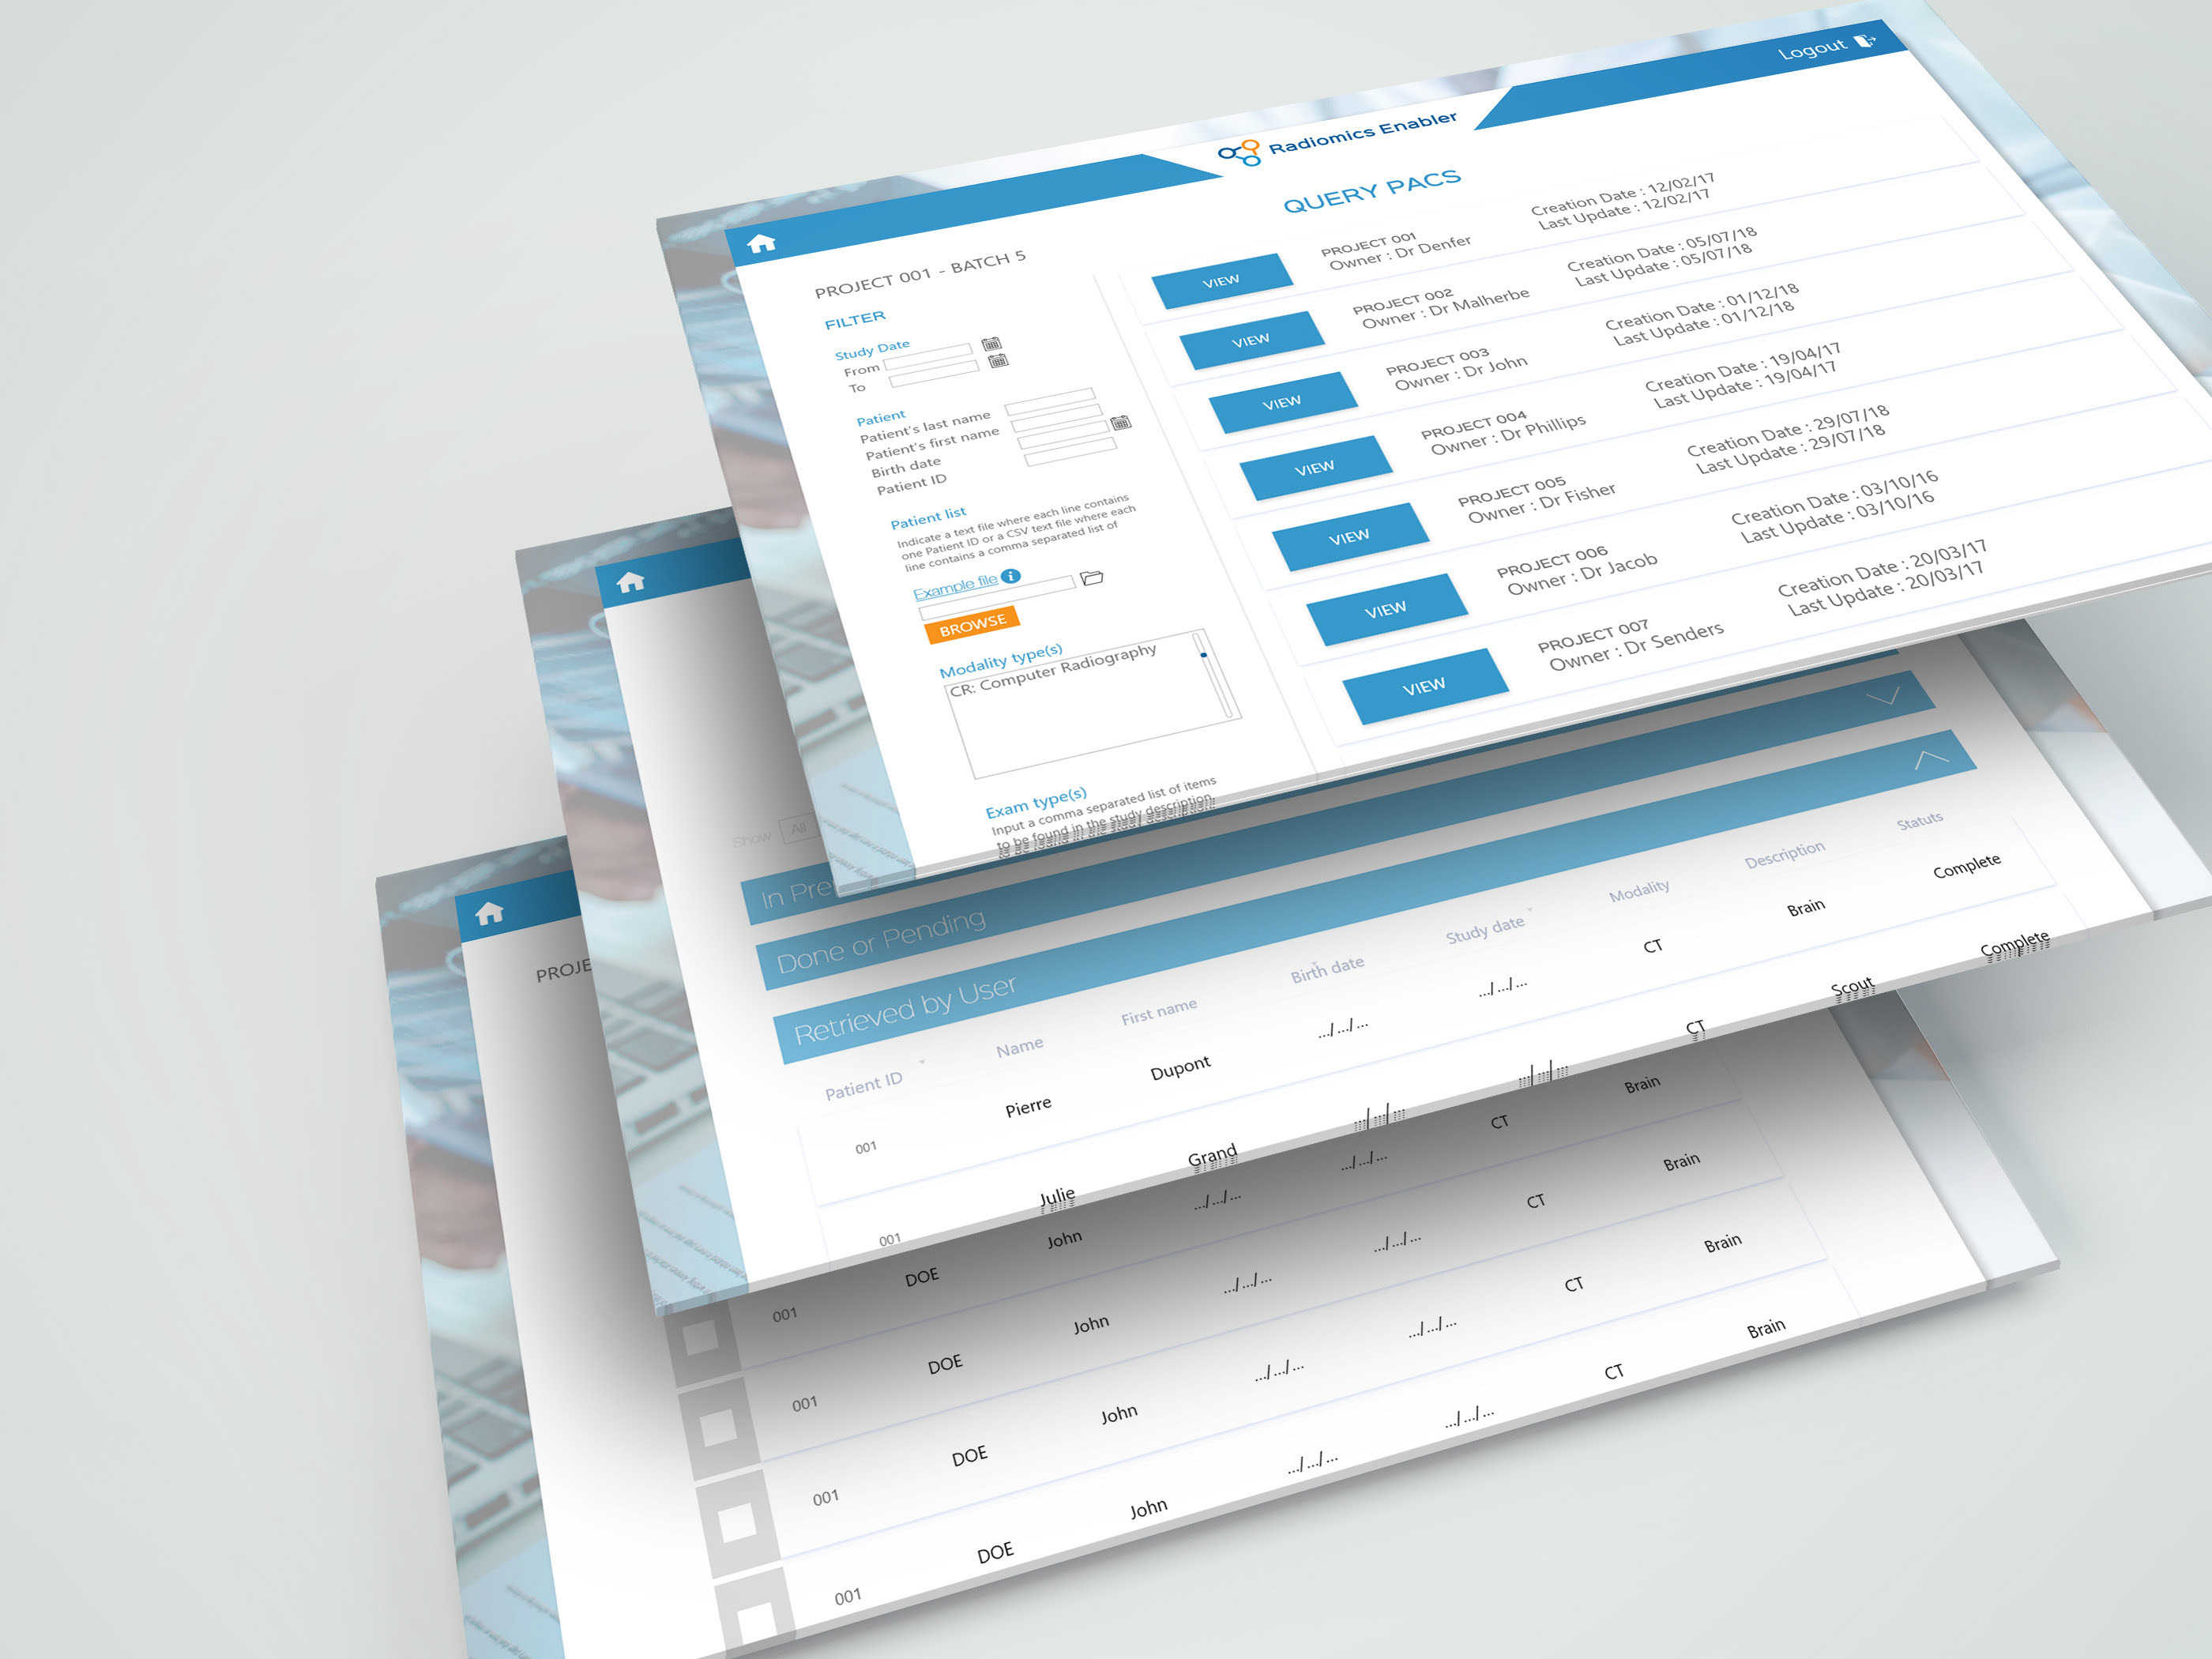 Logout
Radiomics Enabler
QUERY PACS
PROJECT 001 - BATCH 5
FILTER
Study Date
From
To
Patient
Patient's last name
Patient's first name
Birth date
Patient ID
Patient list
Indicate a text file where each line contains
one Patient ID or a CSV text file where each
line contains a comma separated list of
Example file
BROWSE
Modality type(s)
CR: Computer Radiography
Exam type(s)
Input a comma separated list of items
to be found in the study description.
VIEW
PROJECT 001
Owner : Dr Denfer
Creation Date : 12/02/17
Last Update : 12/02/17
VIEW
PROJECT 002
Owner : Dr Malherbe
Creation Date : 05/07/18
Last Update : 05/07/18
VIEW
PROJECT 003
Owner : Dr John
Creation Date : 01/12/18
Last Update : 01/12/18
VIEW
PROJECT 004
Owner : Dr Phillips
Creation Date : 19/04/17
Last Update : 19/04/17
VIEW
PROJECT 005
Owner : Dr Fisher
Creation Date : 29/07/18
Last Update : 29/07/18
VIEW
PROJECT 006
Owner : Dr Jacob
Creation Date : 03/10/16
Last Update : 03/10/16
VIEW
PROJECT 007
Owner : Dr Senders
Creation Date : 20/03/17
Last Update : 20/03/17
Show All
In Pre
Done or Pending
Retrieved by User
Patient ID Name First name Birth date Study date Modality Description Statuts
001 Pierre Dupont .../.../... .../.../... CT Brain Complete
001 Julie Grand .../.../... .../.../... CT Scout Complete
PROJE
001 DOE John .../.../... .../.../... CT Brain
001 DOE John .../.../... .../.../... CT Brain
001 DOE John .../.../... .../.../... CT Brain
001 DOE John .../.../... .../.../... CT Brain